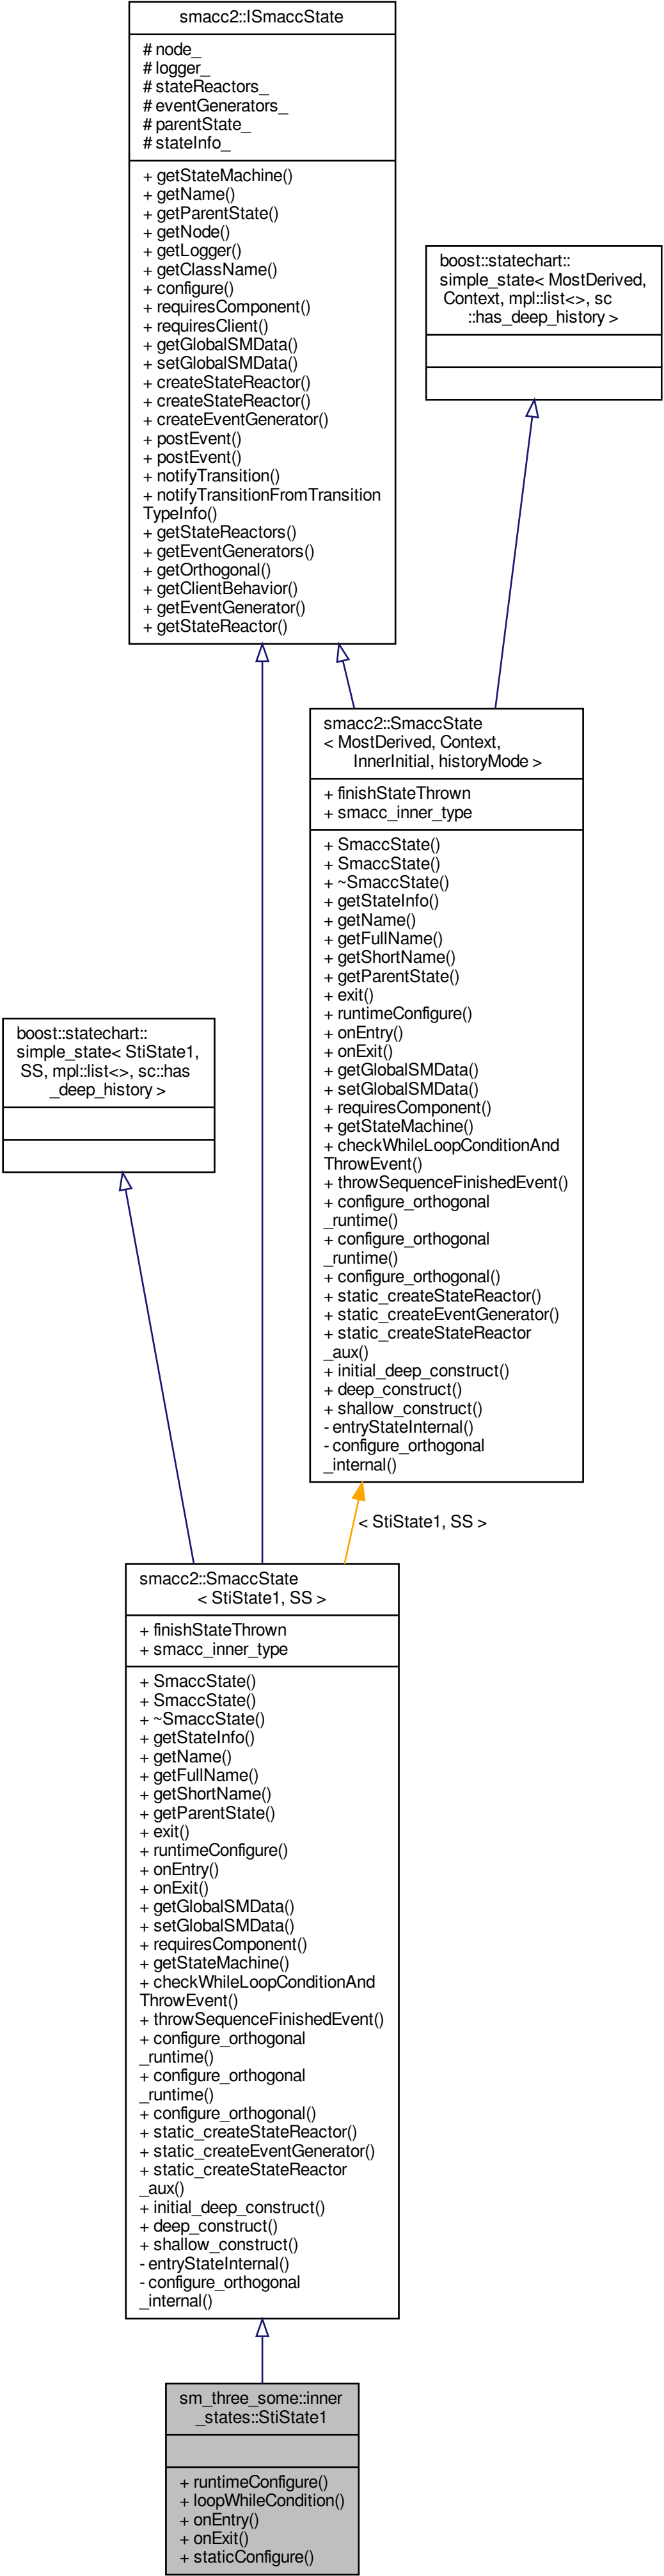 smacc2::ISmaccState
# node_
# logger_
# stateReactors_
# eventGenerators_
# parentState_
# stateInfo_
+ getStateMachine()
+ getName()
+ getParentState()
+ getNode()
+ getLogger()
+ getClassName()
+ configure()
+ requiresComponent()
+ requiresClient()
+ getGlobalSMData()
+ setGlobalSMData()
+ createStateReactor()
+ createStateReactor()
+ createEventGenerator()
+ postEvent()
+ postEvent()
+ notifyTransition()
+ notifyTransitionFromTransition
TypeInfo()
+ getStateReactors()
+ getEventGenerators()
+ getOrthogonal()
+ getClientBehavior()
+ getEventGenerator()
+ getStateReactor()
boost::statechart::
simple_state< MostDerived,
Context, mpl::list<>, sc
::has_deep_history >
smacc2::SmaccState
< MostDerived, Context,
InnerInitial, historyMode >
+ finishStateThrown
+ smacc_inner_type
+ SmaccState()
+ SmaccState()
+ ~SmaccState()
+ getStateInfo()
+ getName()
+ getFullName()
+ getShortName()
+ getParentState()
+ exit()
+ runtimeConfigure()
+ onEntry()
+ onExit()
+ getGlobalSMData()
+ setGlobalSMData()
+ requiresComponent()
+ getStateMachine()
+ checkWhileLoopConditionAnd
ThrowEvent()
+ throwSequenceFinishedEvent()
+ configure_orthogonal
_runtime()
+ configure_orthogonal
_runtime()
+ configure_orthogonal()
+ static_createStateReactor()
+ static_createEventGenerator()
+ static_createStateReactor
_aux()
+ initial_deep_construct()
+ deep_construct()
+ shallow_construct()
- entryStateInternal()
- configure_orthogonal
_internal()
boost::statechart::
simple_state< StiState1,
SS, mpl::list<>, sc::has
_deep_history >
< StiState1, SS >
smacc2::SmaccState
< StiState1, SS >
+ finishStateThrown
+ smacc_inner_type
+ SmaccState()
+ SmaccState()
+ ~SmaccState()
+ getStateInfo()
+ getName()
+ getFullName()
+ getShortName()
+ getParentState()
+ exit()
+ runtimeConfigure()
+ onEntry()
+ onExit()
+ getGlobalSMData()
+ setGlobalSMData()
+ requiresComponent()
+ getStateMachine()
+ checkWhileLoopConditionAnd
ThrowEvent()
+ throwSequenceFinishedEvent()
+ configure_orthogonal
_runtime()
+ configure_orthogonal
_runtime()
+ configure_orthogonal()
+ static_createStateReactor()
+ static_createEventGenerator()
+ static_createStateReactor
_aux()
+ initial_deep_construct()
+ deep_construct()
+ shallow_construct()
- entryStateInternal()
- configure_orthogonal
_internal()
sm_three_some::inner
_states::StiState1
+ runtimeConfigure()
+ loopWhileCondition()
+ onEntry()
+ onExit()
+ staticConfigure()